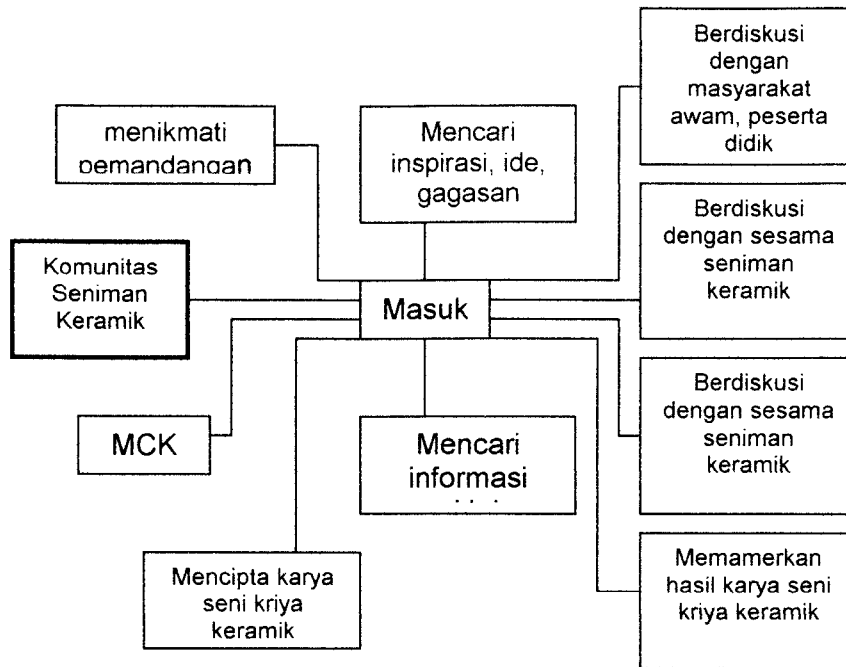 menikmati
pemandangan
Mencari
inspirasi, ide,
gagasan
Berdiskusi
dengan
masyarakat
awam, peserta
didik
Komunitas
Seniman
Keramik
Masuk
Berdiskusi
dengan sesama
seniman
keramik
MCK
Mencari
informasi
Berdiskusi
dengan sesama
seniman
keramik
Mencipta karya
seni kriya
keramik
Memamerkan
hasil karya seni
kriya keramik